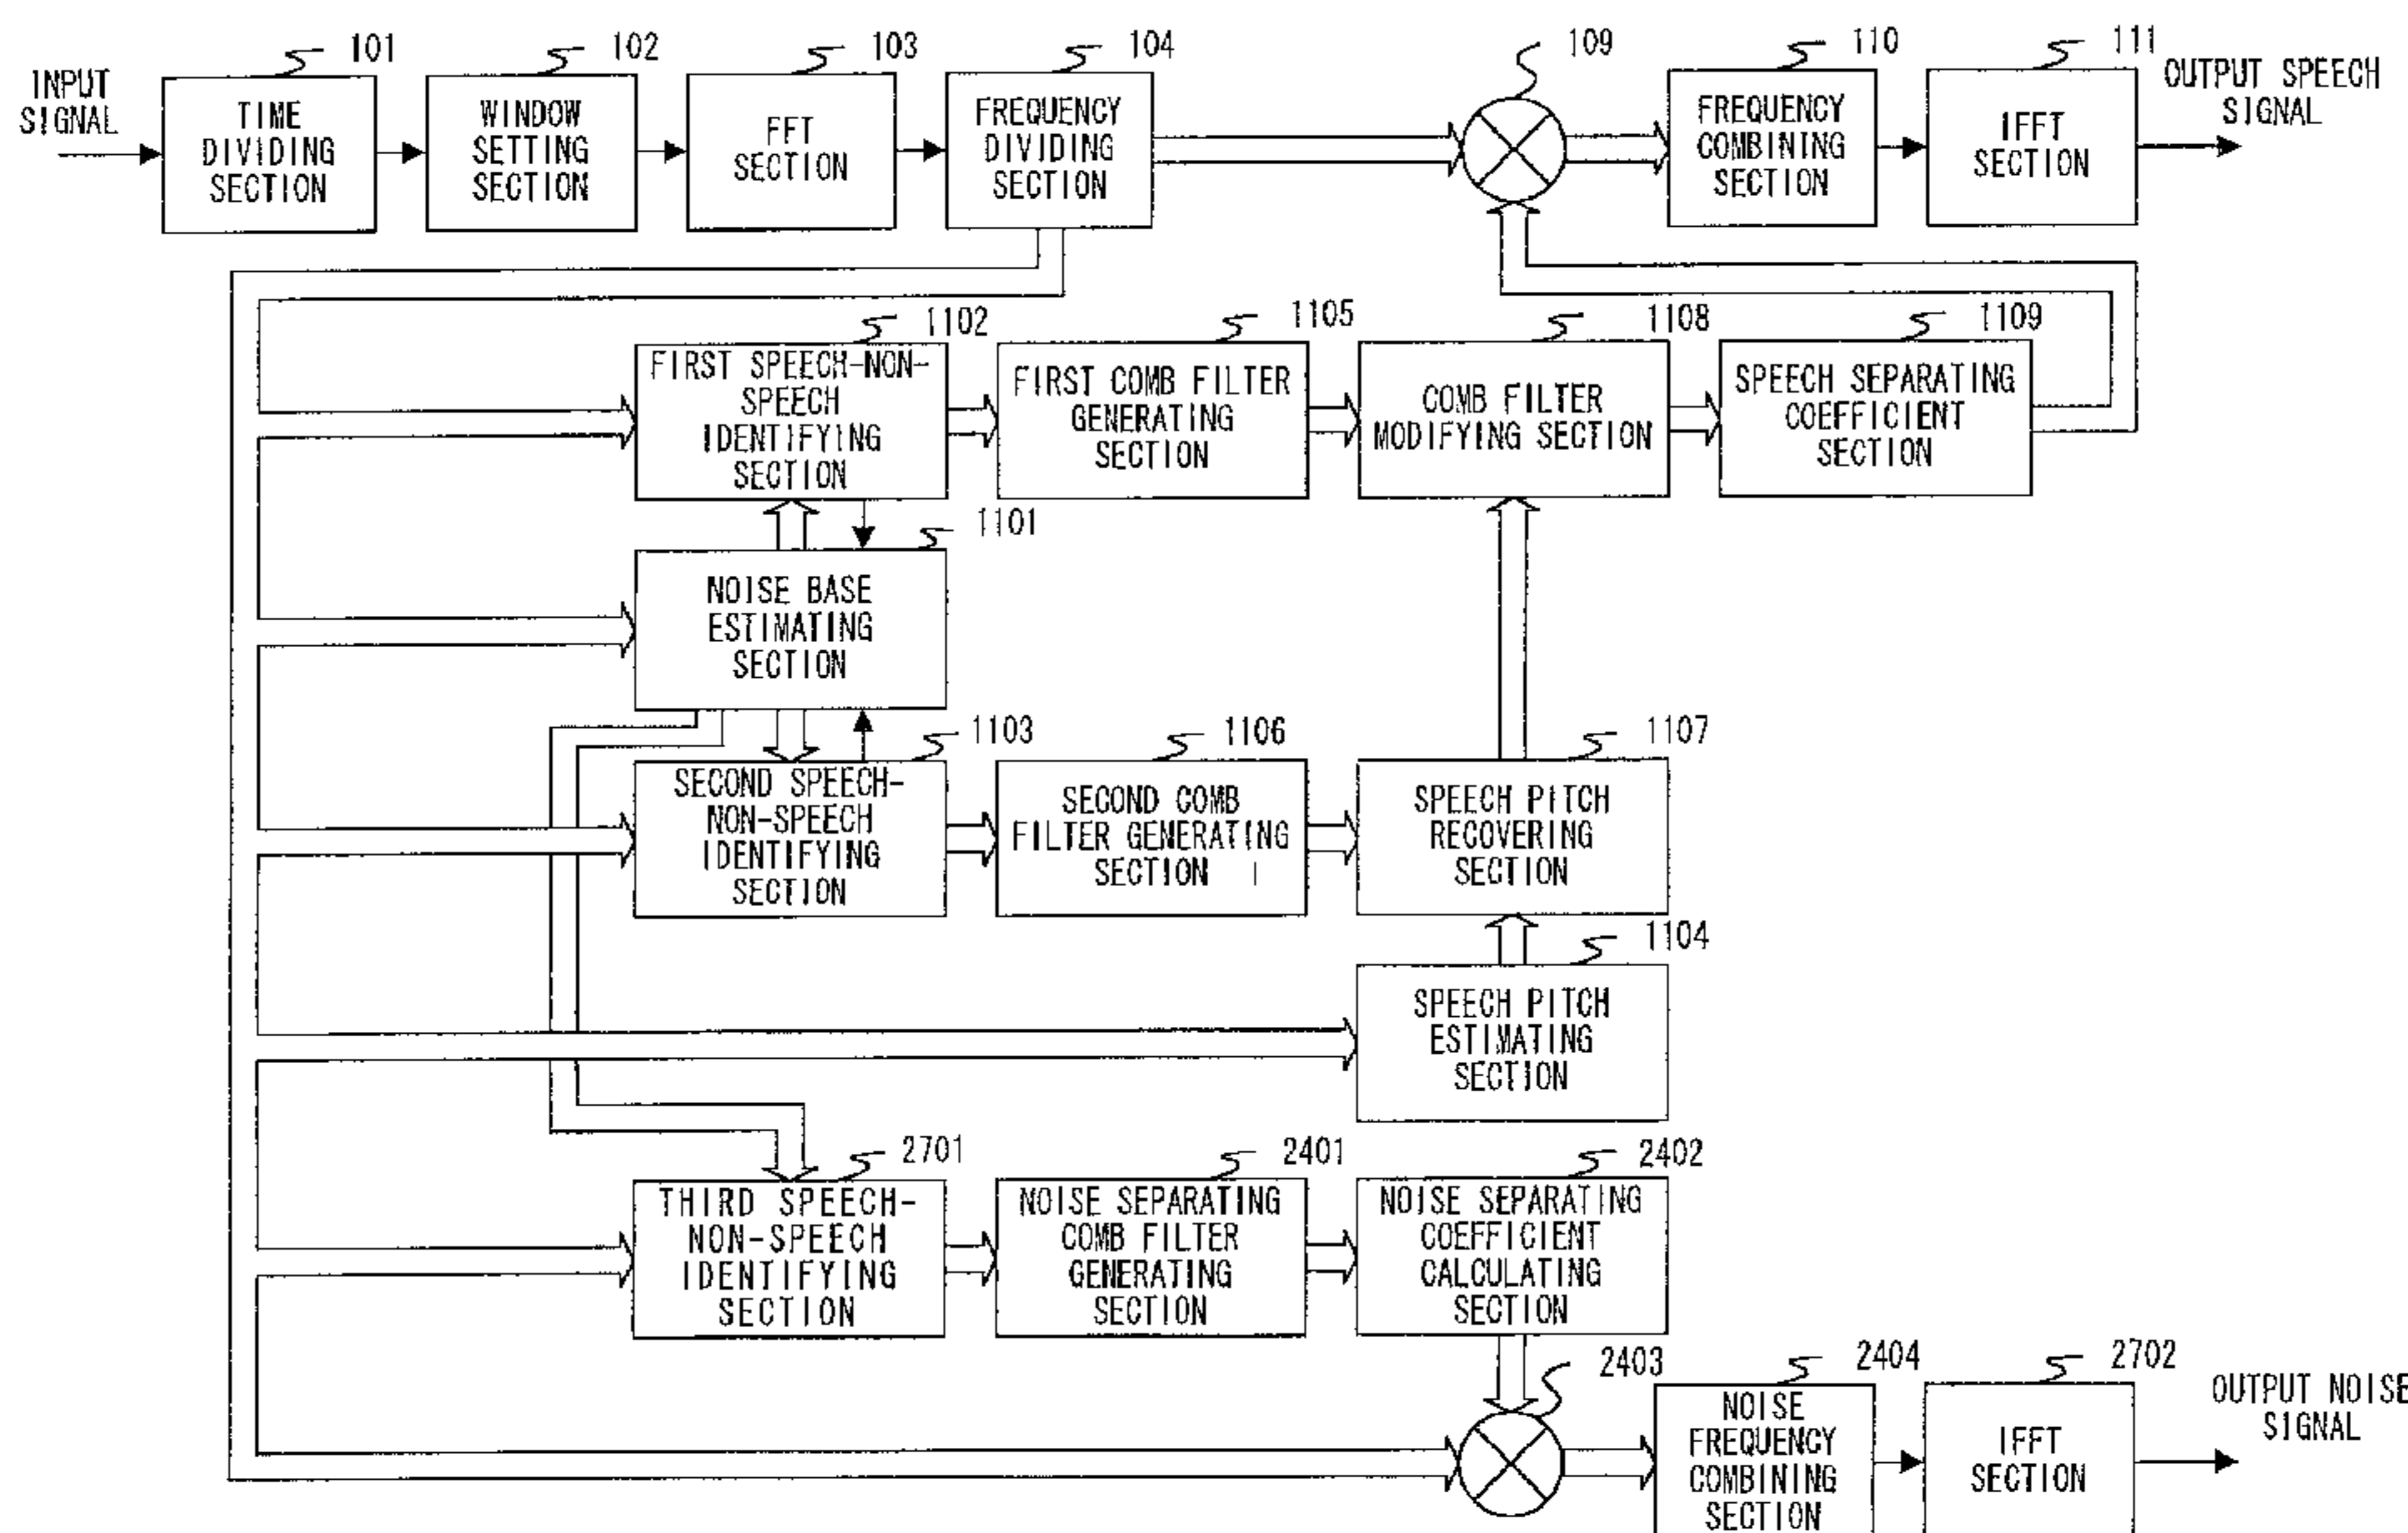 101
102
103
104
109
110
111
INPUT
SIGNAL
TIME
DIVIDING
SECTION
WINDOW
SETTING
SECTION
FFT
SECTION
FREQUENCY
DIVIDING
SECTION
FREQUENCY
COMBINING
SECTION
IFFT
SECTION
OUTPUT SPEECH
SIGNAL
1102
1105
1108
1109
FIRST SPEECH-NON-
SPEECH
IDENTIFYING
SECTION
FIRST COMB FILTER
GENERATING
SECTION
COMB FILTER
MODIFYING SECTION
SPEECH SEPARATING
COEFFICIENT
SECTION
1101
NOISE BASE
ESTIMATING
SECTION
1103
1106
1107
SECOND SPEECH-
NON-SPEECH
IDENTIFYING
SECTION
SECOND COMB
FILTER GENERATING
SECTION
SPEECH PITCH
RECOVERING
SECTION
1104
SPEECH PITCH
ESTIMATING
SECTION
2701
2401
2402
THIRD SPEECH-
NON-SPEECH
IDENTIFYING
SECTION
NOISE SEPARATING
COMB FILTER
GENERATING
SECTION
NOISE SEPARATING
COEFFICIENT
CALCULATING
SECTION
2403
2404
2702
NOISE
FREQUENCY
COMBINING
SECTION
IFFT
SECTION
OUTPUT NOISE
SIGNAL